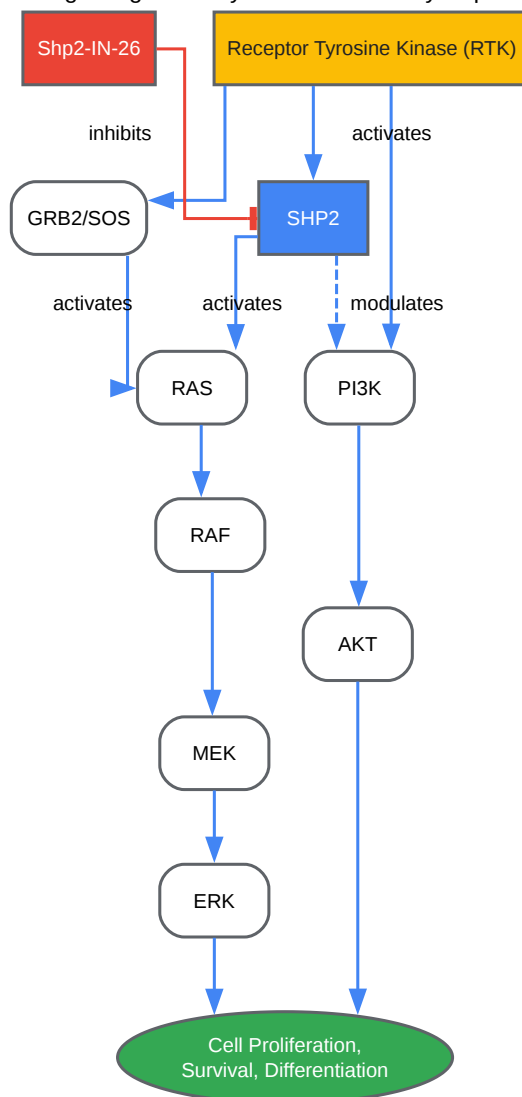 Shp2-IN-26
Receptor Tyrosine Kinase (RTK)
inhibits
activates
GRB2/SOS
SHP2
activates
activates
modulates
RAS
PI3K
RAF
AKT
MEK
ERK
Cell Proliferation,
Survival, Differentiation